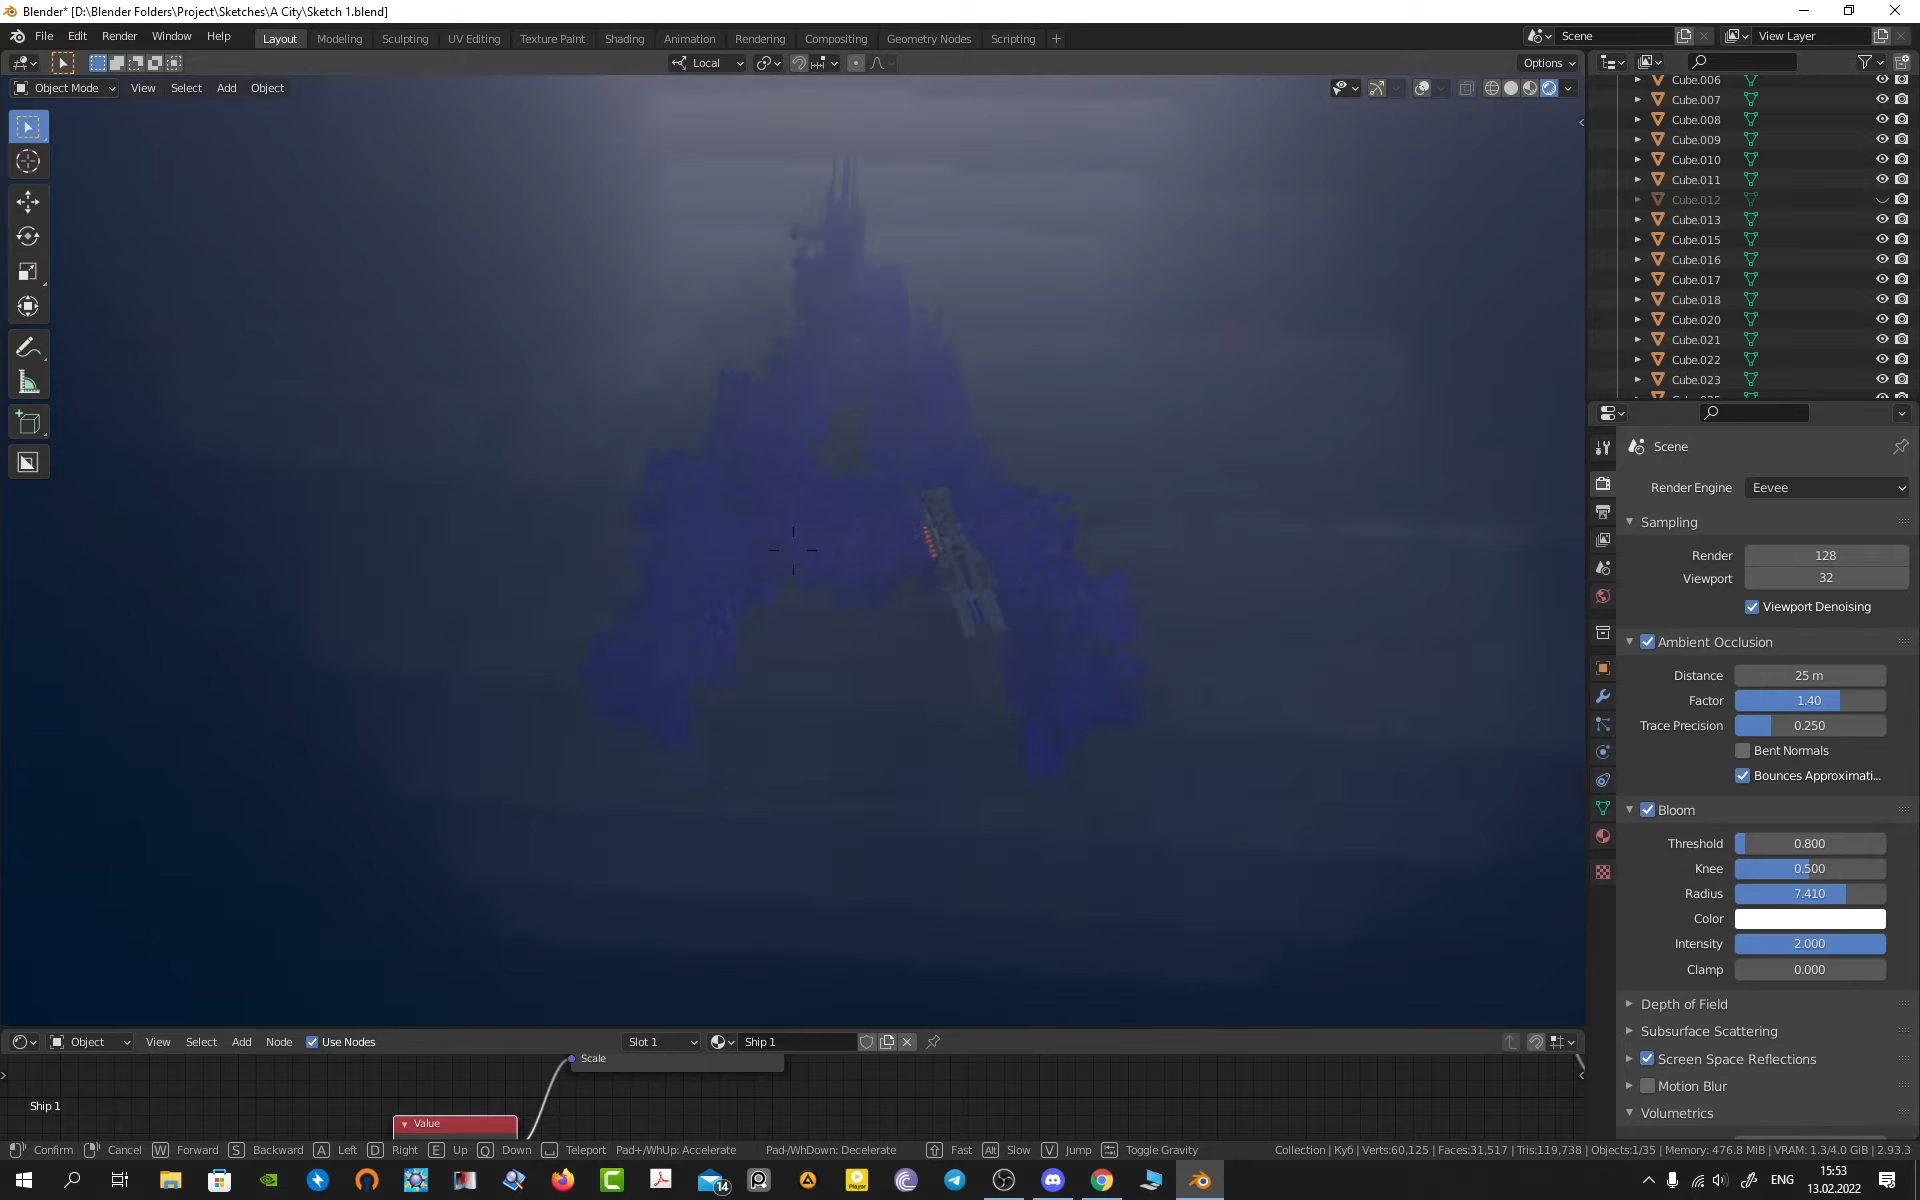 Blender* [D:\Blender Folders\Project\Sketches\A City\Sketch 1.blend]
File Edit Render Window Help Layout Modeling Sculpting UV Editing Texture Paint Shading Animation Rendering Compositing Geometry Nodes Scripting + Scene View Layer
Local Options
Object Mode View Select Add Object
Cube.006
Cube.007
Cube.008
Cube.009
Cube.010
Cube.011
Cube.012
Cube.013
Cube.015
Cube.016
Cube.017
Cube.018
Cube.020
Cube.021
Cube.022
Cube.023
Scene
Render Engine Eevee
Sampling
Render 128
Viewport 32
Viewport Denoising
Ambient Occlusion
Distance 25 m
Factor 1.40
Trace Precision 0.250
Bent Normals
Bounces Approximati...
Bloom
Threshold 0.800
Knee 0.500
Radius 7.410
Color
Intensity 2.000
Clamp 0.000
Depth of Field
Subsurface Scattering
Screen Space Reflections
Motion Blur
Volumetrics
Object View Select Add Node Use Nodes Slot 1 Ship 1
Scale
Ship 1
Value
Confirm Cancel W Forward S Backward A Left D Right E Up Q Down Teleport Pad+/WhUp: Accelerate Pad-/WhDown: Decelerate Fast Alt Slow V Jump Toggle Gravity Collection | Куб | Verts:60,125 | Faces:31,517 | Tris:119,738 | Objects:1/35 | Memory: 476.8 MiB | VRAM: 1.3/4.0 GiB | 2.93.3
14 Player ENG 15:53
13.02.2022